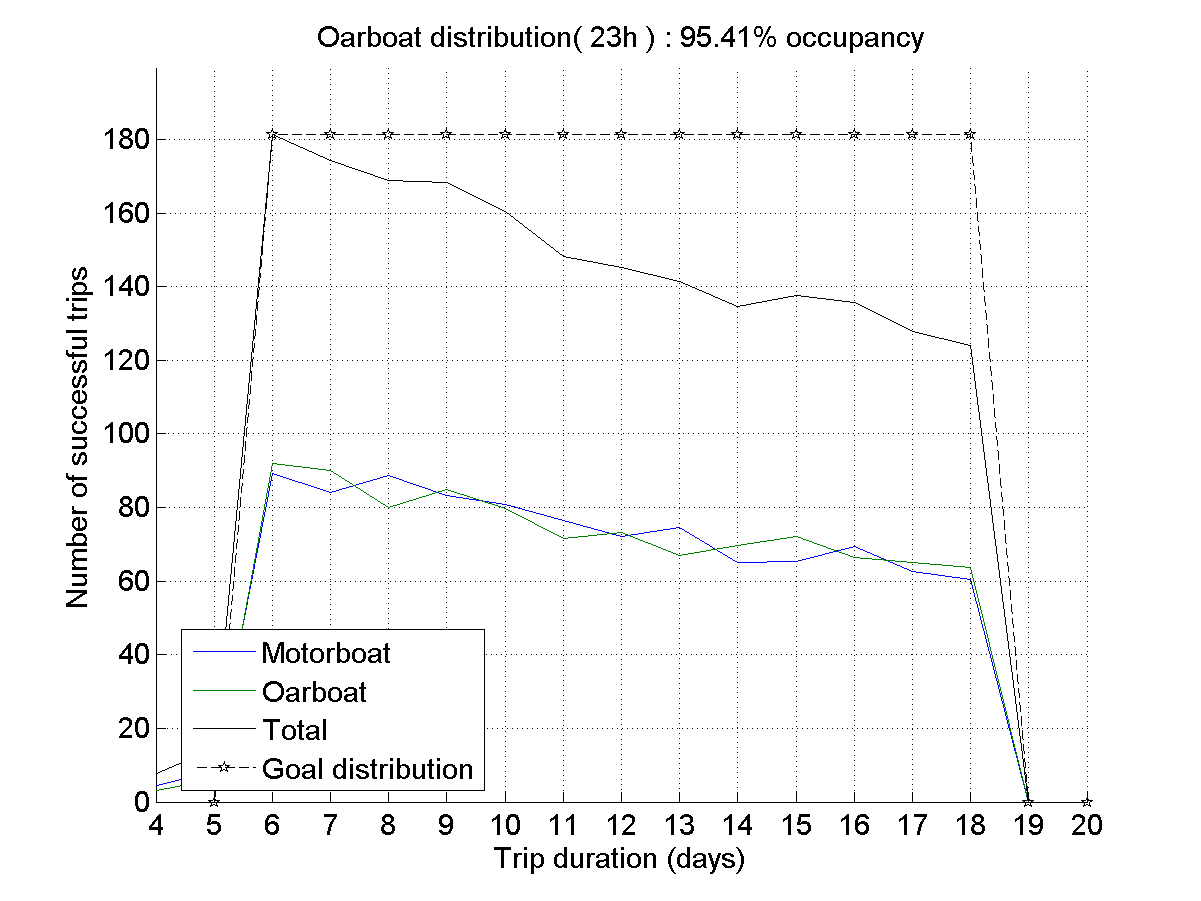 Oarboat distribution( 23h ) : 95.41% occupancy
Number of successful trips
180
160
140
120
100
80
60
40
20
0
Motorboat
Oarboat
Total
Goal distribution
4 5 6 7 8 9 10 11 12 13 14 15 16 17 18 19 20
Trip duration (days)